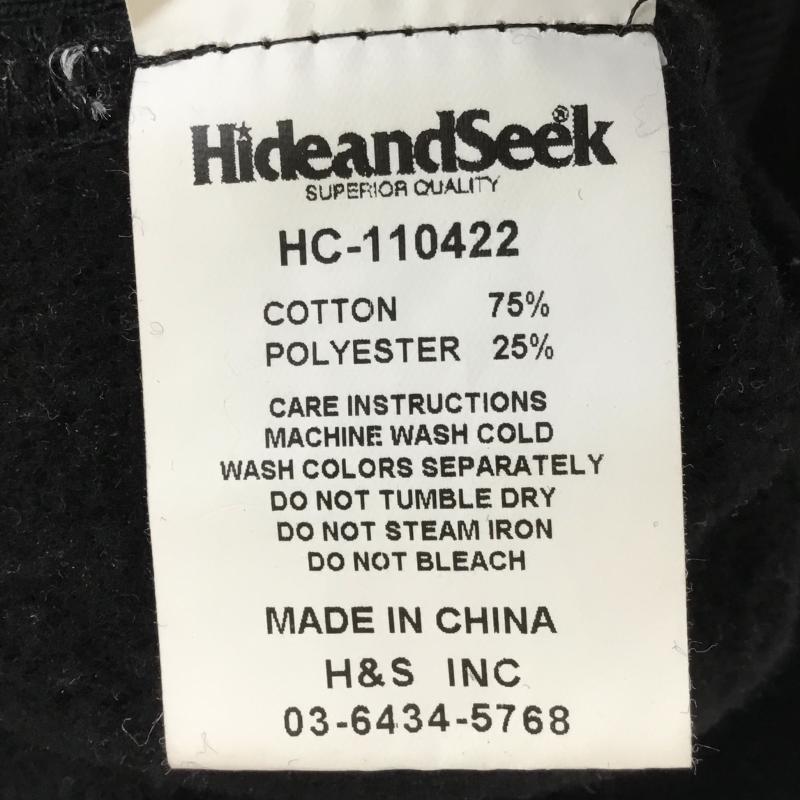 HideandSeek
SUPERIOR QUALITY
HC-110422
COTTON 75%
POLYESTER 25%
CARE INSTRUCTIONS
MACHINE WASH COLD
WASH COLORS SEPARATELY
DO NOT TUMBLE DRY
DO NOT STEAM IRON
DO NOT BLEACH
MADE IN CHINA
H&S INC
03-6434-5768